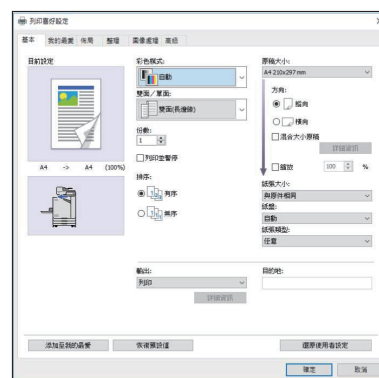 列印喜好設定
基本 我的最愛 佈局 整理 圖像處理 高級
目前設定
A4 -> A4 (100%)
彩色模式:
自動
雙面／單面:
雙面(長邊裝)
份數:
1
列印並暫停
排序:
有序
無序
輸出:
列印
詳細資訊
原稿大小:
A4 210x297 mm
方向:
縱向
橫向
混合大小原稿
詳細資訊
縮放 100 %
紙張大小:
與原件相同
紙盤:
自動
紙張類型:
任意
目的地:
添加至我的最愛 恢復預設值 還原使用者設定
確定 取消